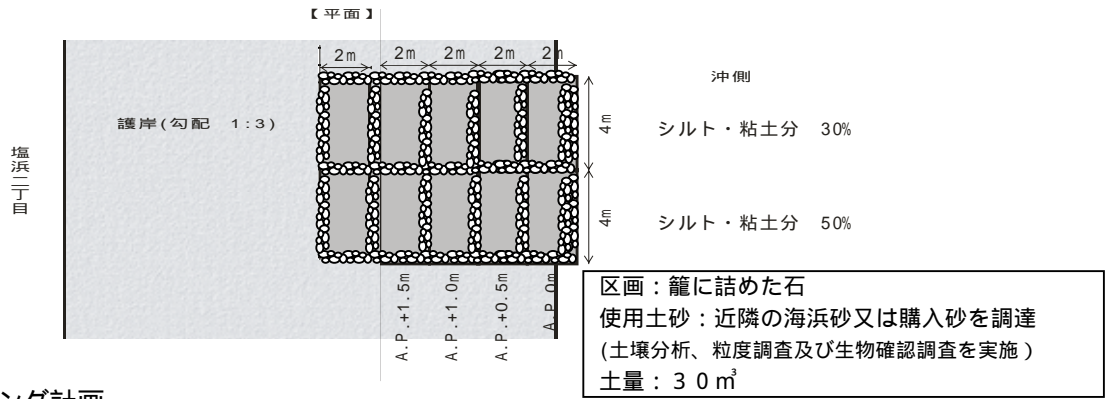 【平面】
2m 2m 2m 2m 2m
沖側
護岸(勾配 1:3)
4m
シルト・粘土分 30%
塩浜二丁目
4m
シルト・粘土分 50%
A.P.+1.5m
A.P.+1.0m
A.P.+0.5m
A.P.0m
区画：籠に詰めた石
使用土砂：近隣の海浜砂又は購入砂を調達
(土壌分析、粒度調査及び生物確認調査を実施)
土量：３０㎥
ング計画